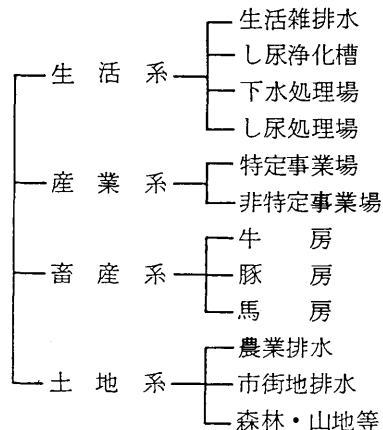 生活系
生活雑排水
し尿浄化槽
下水処理場
し尿処理場
産業系
特定事業場
非特定事業場
畜産系
牛房
豚房
馬房
土地系
農業排水
市街地排水
森林・山地等